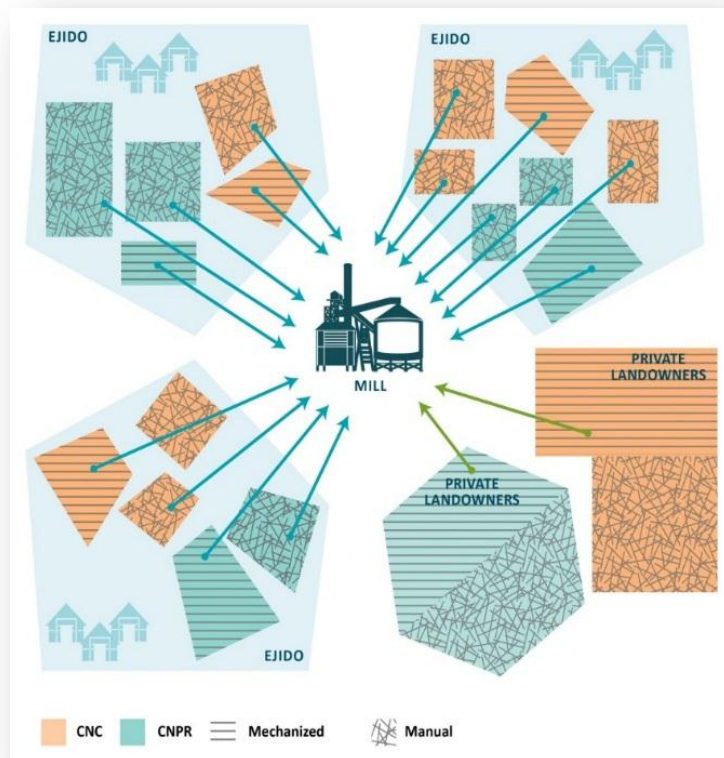 EJIDO
EJIDO
MILL
PRIVATE
LANDOWNERS
PRIVATE
LANDOWNERS
EJIDO
CNC
CNPR
Mechanized
Manual